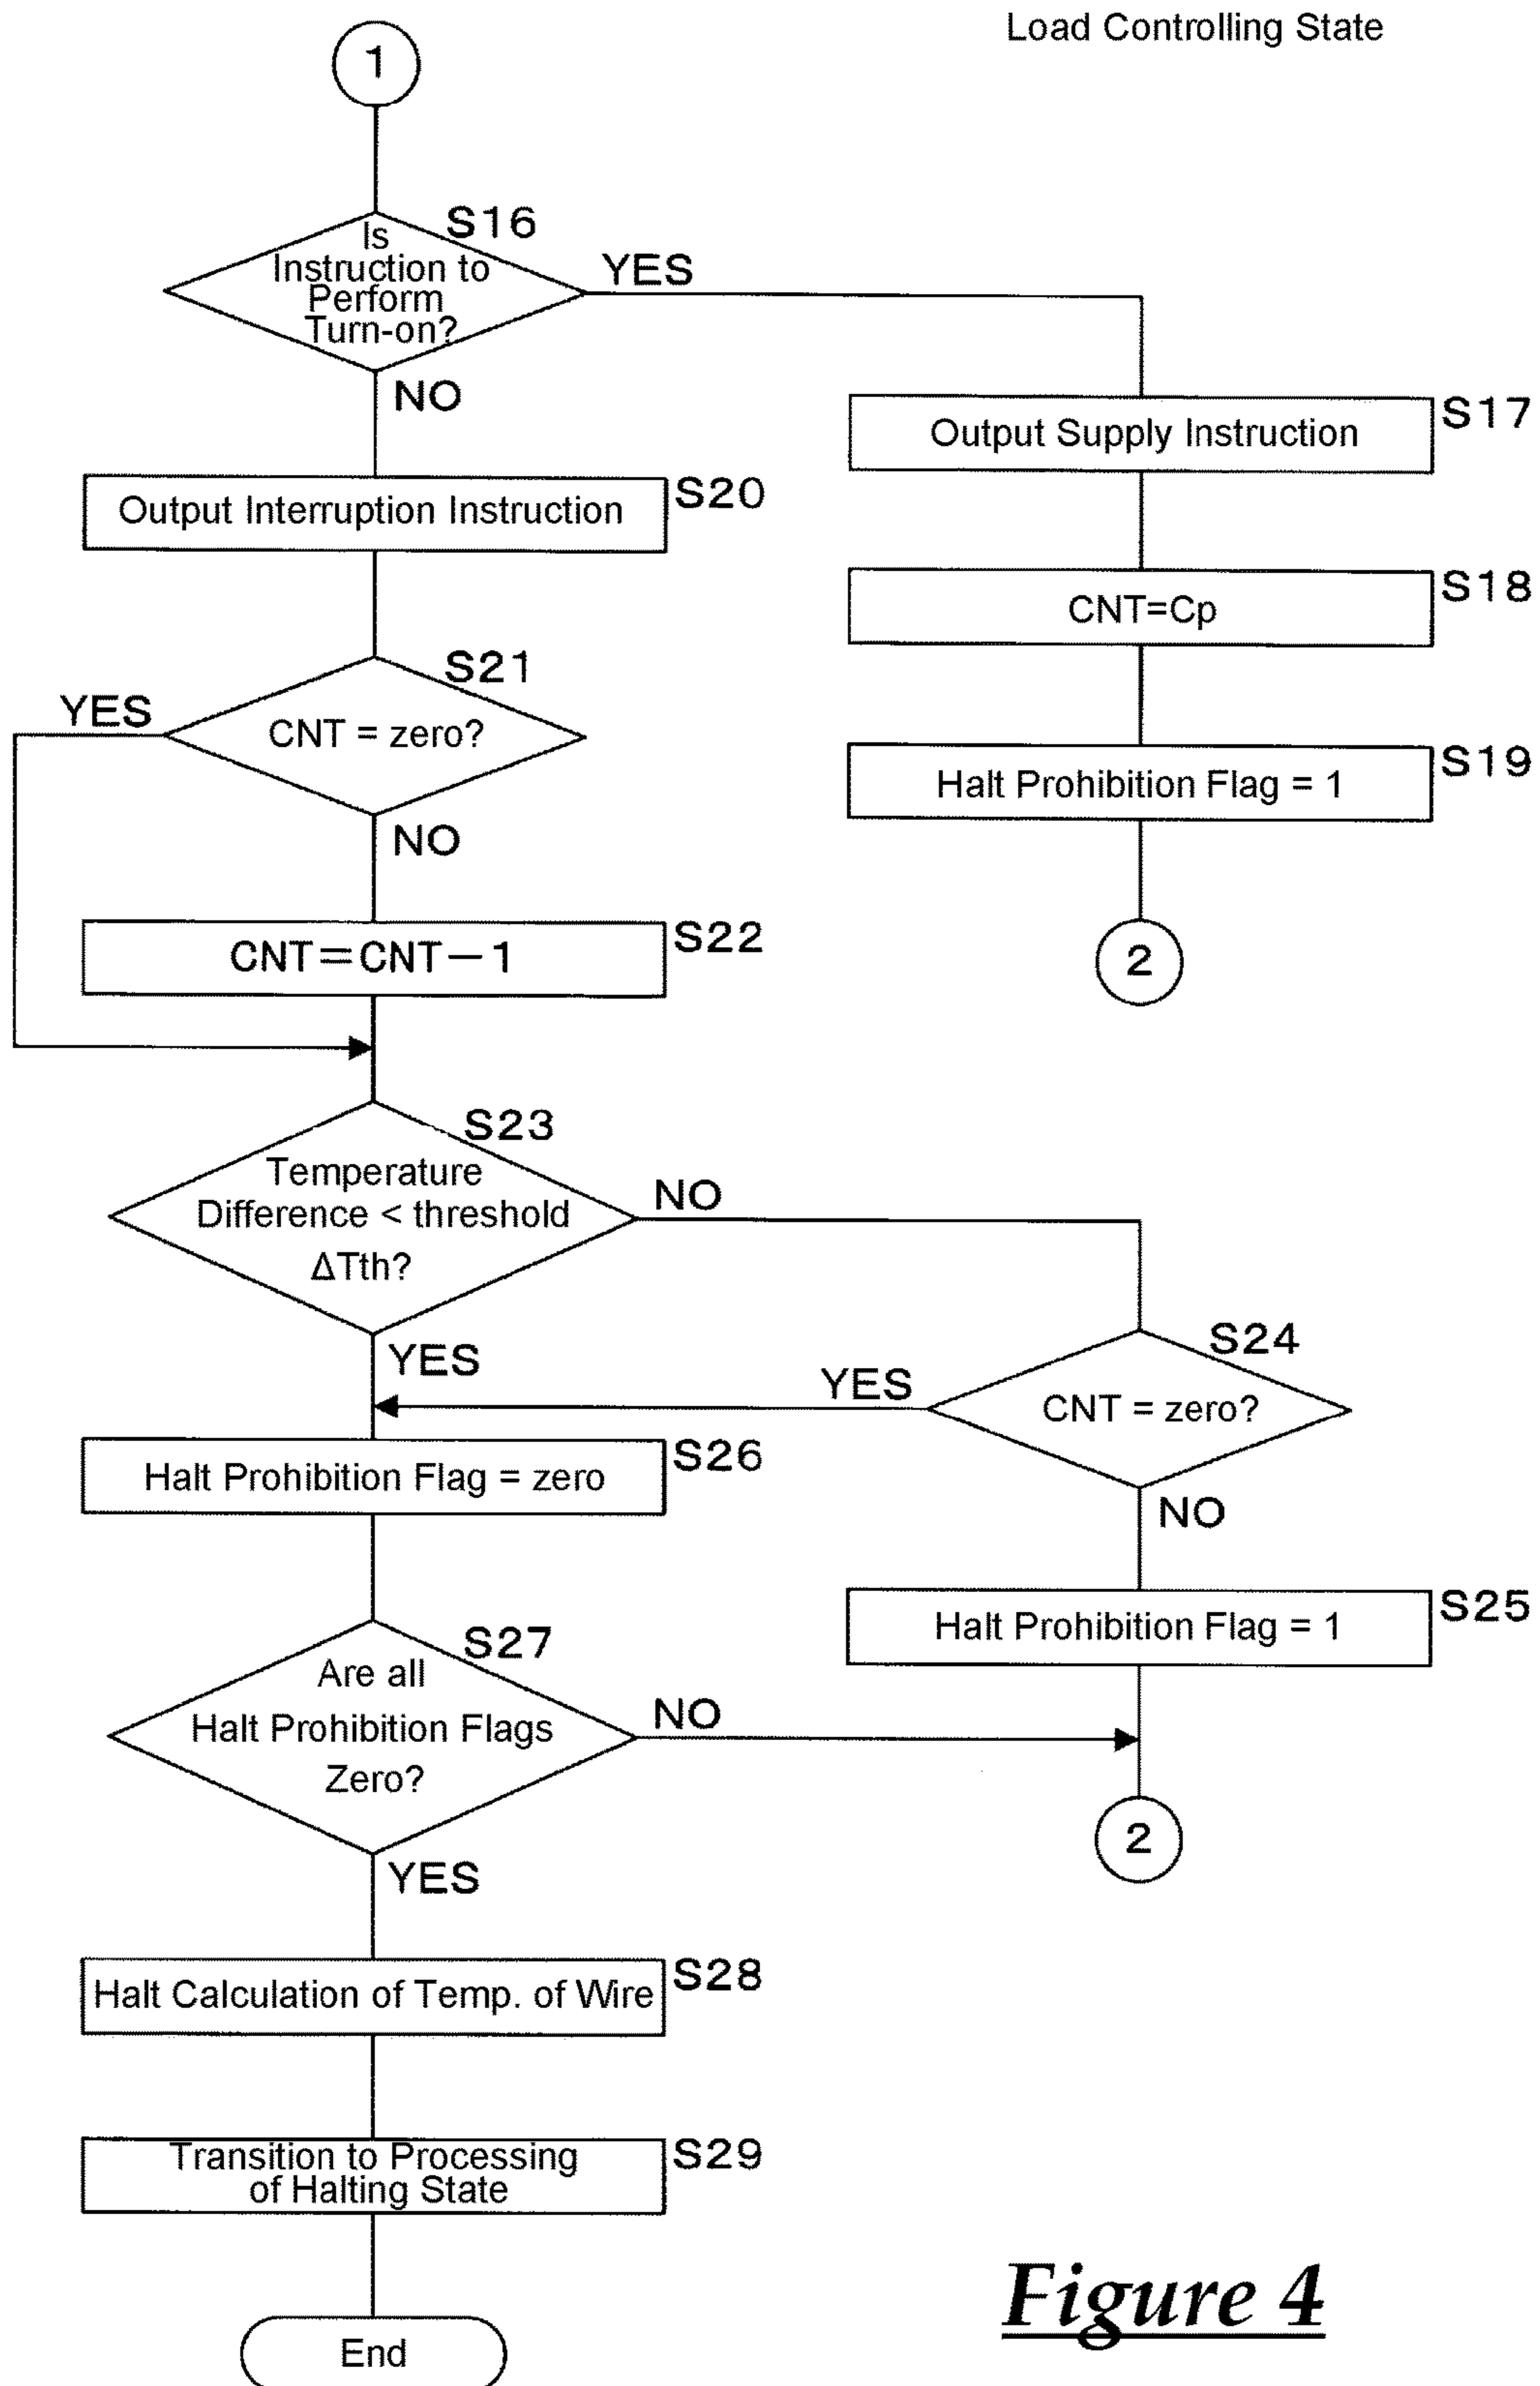 Load Controlling State
1
S16
Is
Instruction to
Perform
Turn-on?
YES
NO
S17
Output Supply Instruction
S20
Output Interruption Instruction
S18
CNT=Cp
S21
YES
CNT = zero?
NO
S19
Halt Prohibition Flag = 1
S22
CNT=CNT−1
2
S23
Temperature
Difference < threshold
ΔTth?
NO
YES
S24
YES
CNT = zero?
NO
S26
Halt Prohibition Flag = zero
S25
Halt Prohibition Flag = 1
S27
Are all
Halt Prohibition Flags
Zero?
NO
YES
2
S28
Halt Calculation of Temp. of Wire
S29
Transition to Processing
of Halting State
End
Figure 4